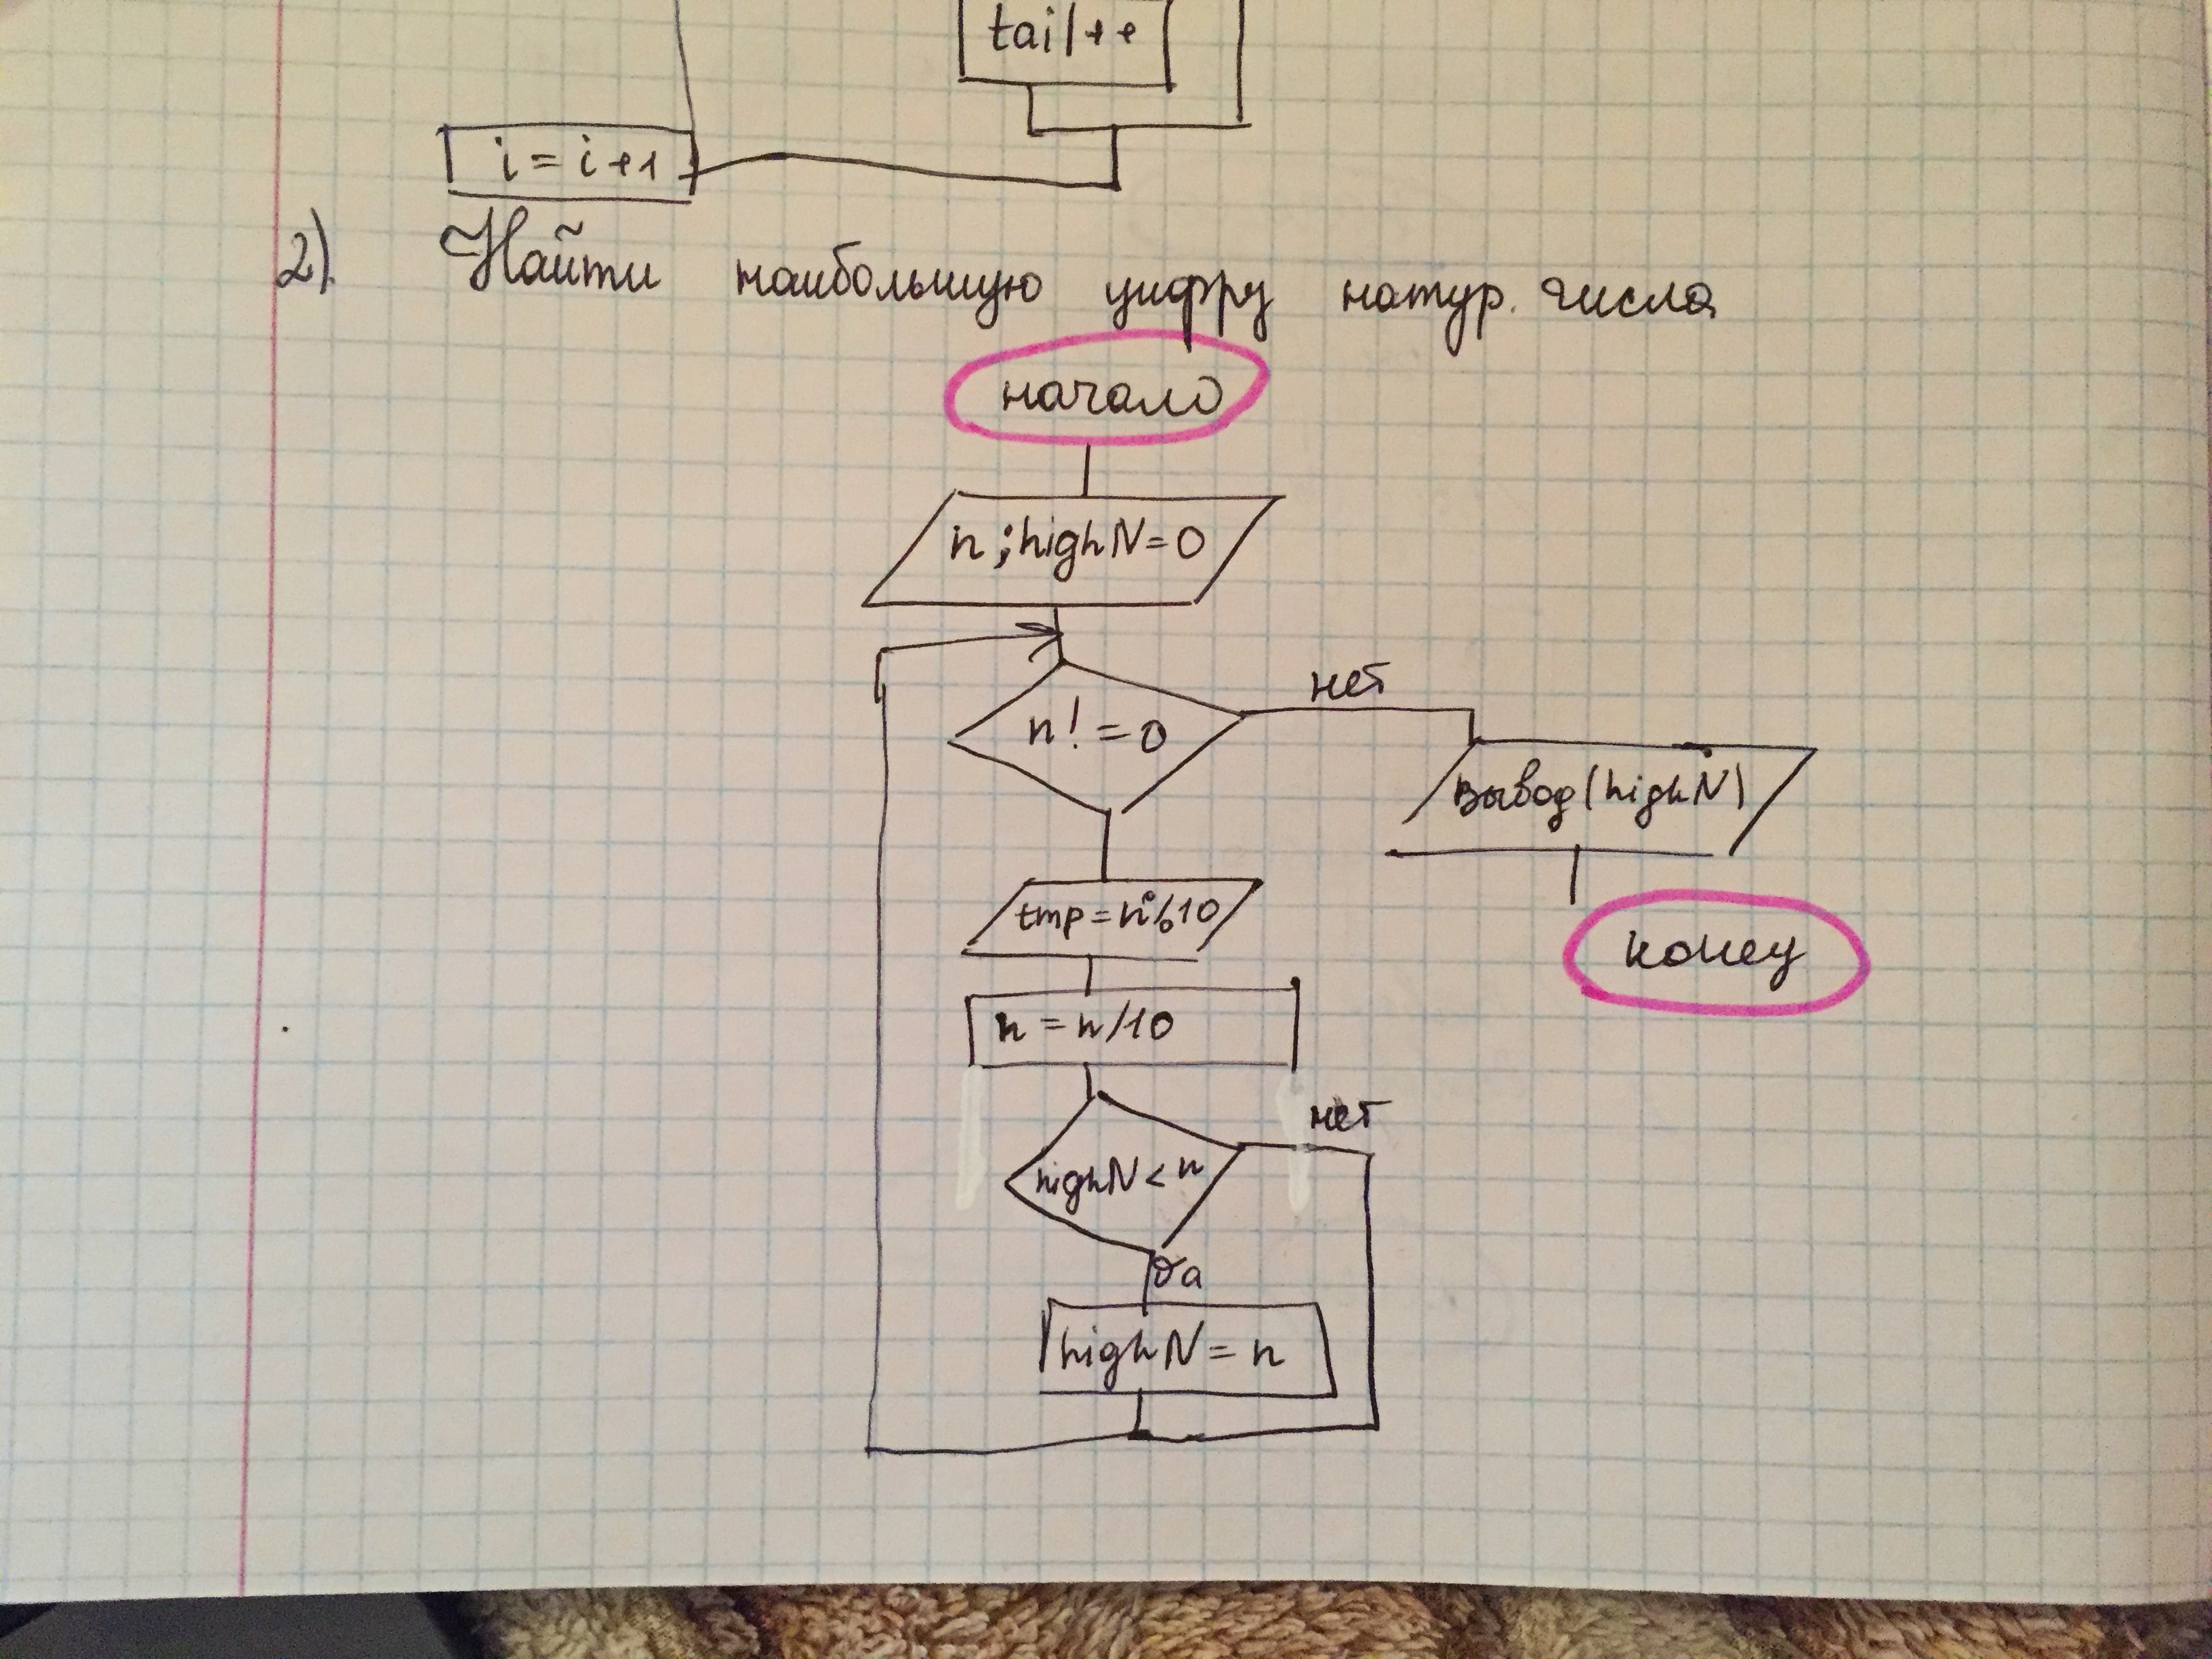 tail++
i=i+1
2) Найти наибольшую цифру натур. числа
начало
n; highN=0
n!=0
нет
tmp=n%10
вывод(highN)
n=n/10
конец
highN<n
нет
да
highN=n